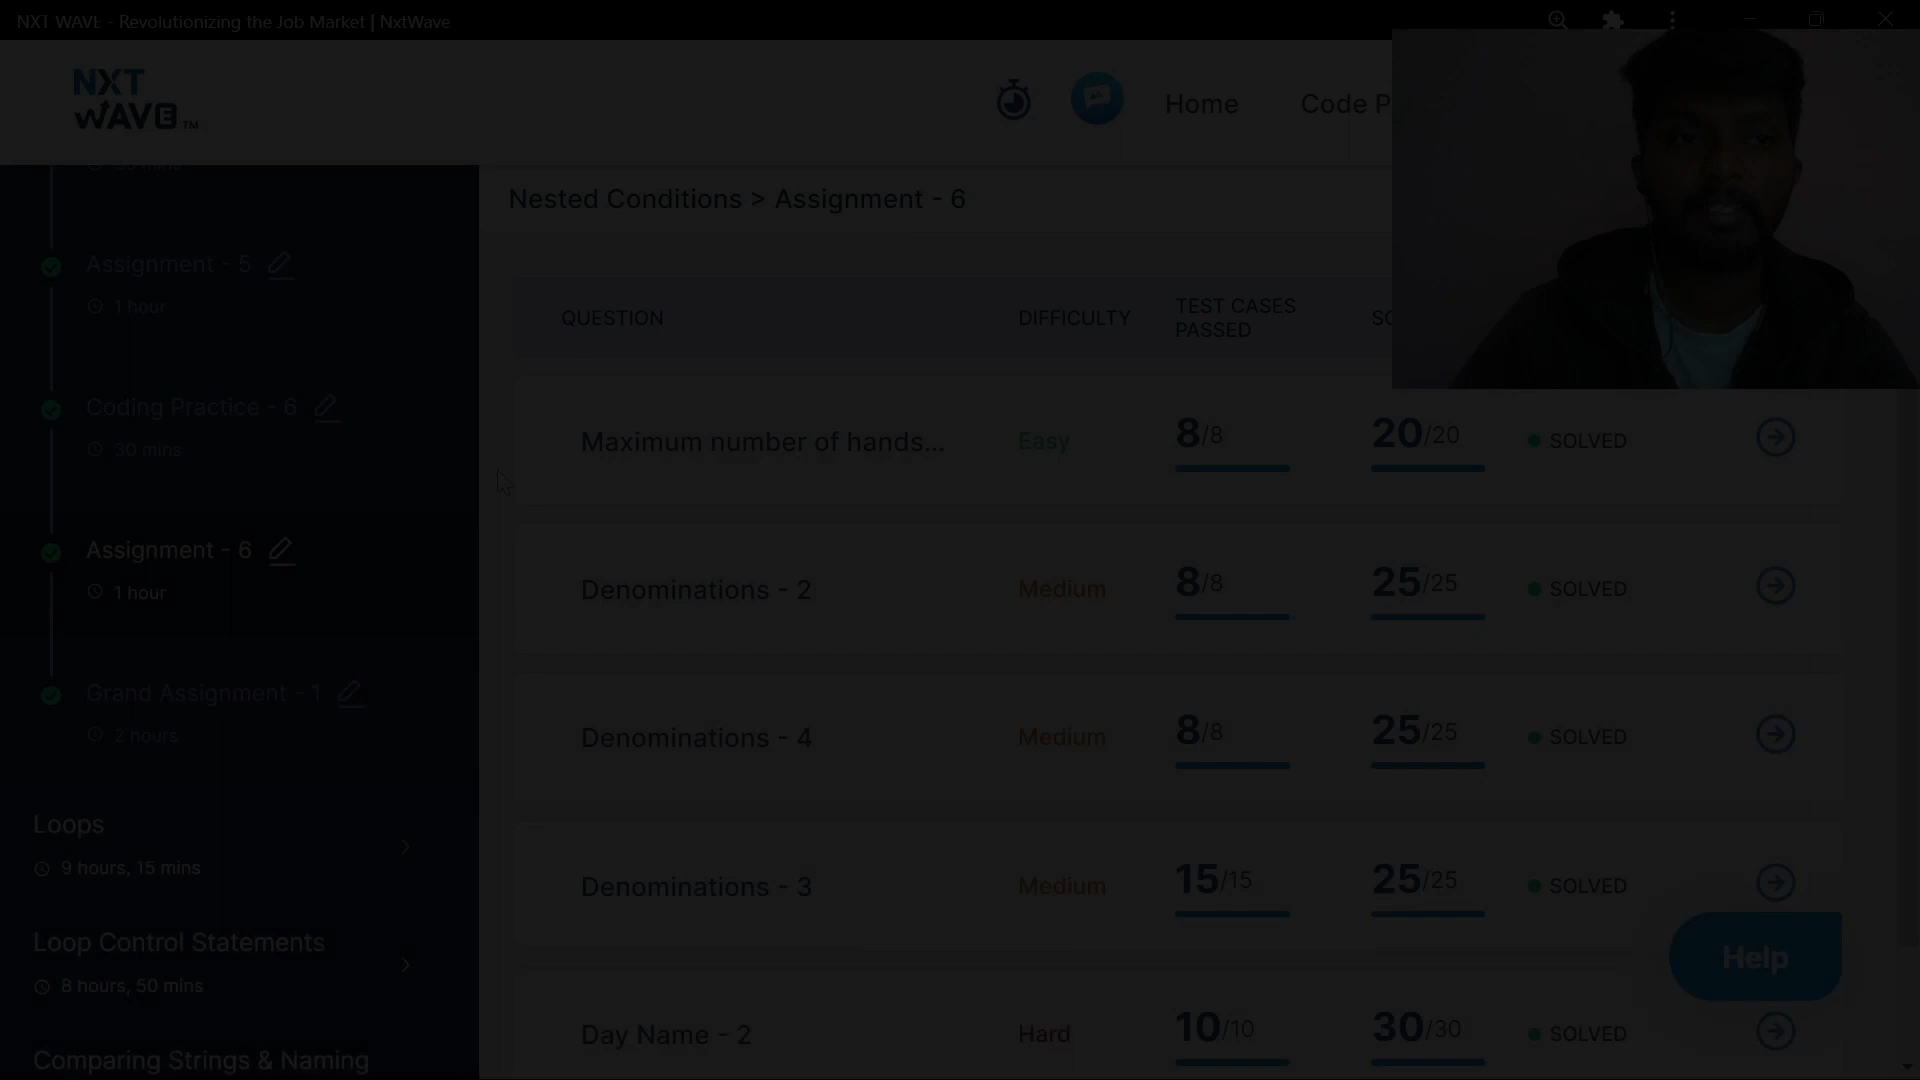 NXT WAVE - Revolutionizing the Job Market | NxtWave
NXT
WAVE TM
Home
Code P
Assignment - 5
1 hour
Coding Practice - 6
30 mins
Assignment - 6
1 hour
Grand Assignment - 1
2 hours
Loops
9 hours, 15 mins
Loop Control Statements
8 hours, 50 mins
Comparing Strings & Naming
Nested Conditions > Assignment - 6
QUESTION DIFFICULTY TEST CASES PASSED SC
Maximum number of hands... Easy 8/8 20/20 SOLVED
Denominations - 2 Medium 8/8 25/25 SOLVED
Denominations - 4 Medium 8/8 25/25 SOLVED
Denominations - 3 Medium 15/15 25/25 SOLVED
Day Name - 2 Hard 10/10 30/30 SOLVED
Help